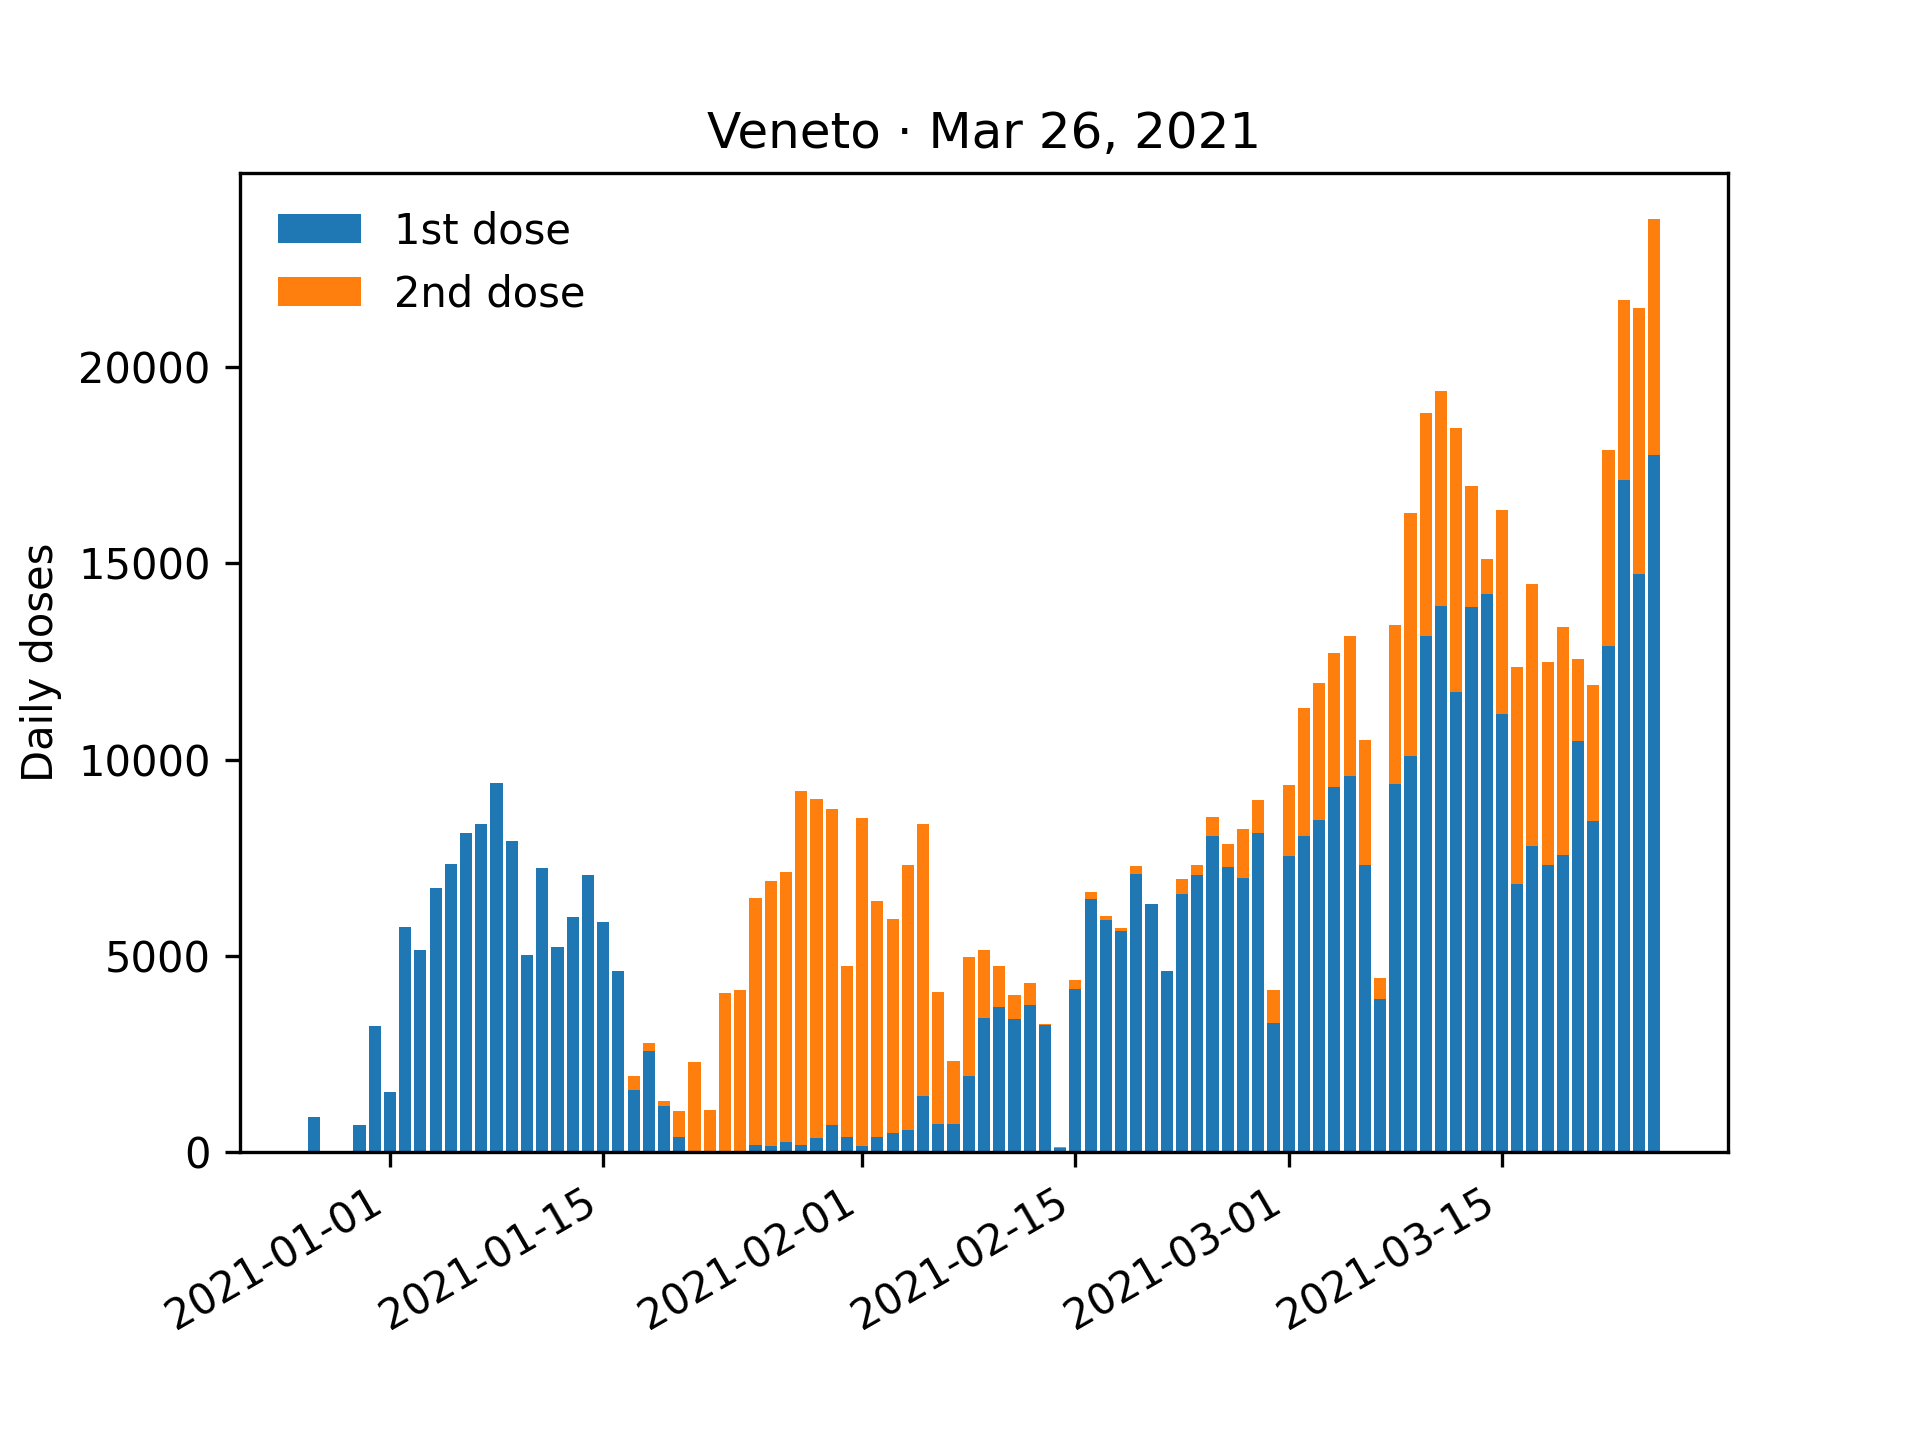 Veneto · Mar 26, 2021
1st dose
2nd dose
Daily doses
20000
15000
10000
5000
0
2021-01-01
2021-01-15
2021-02-01
2021-02-15
2021-03-01
2021-03-15